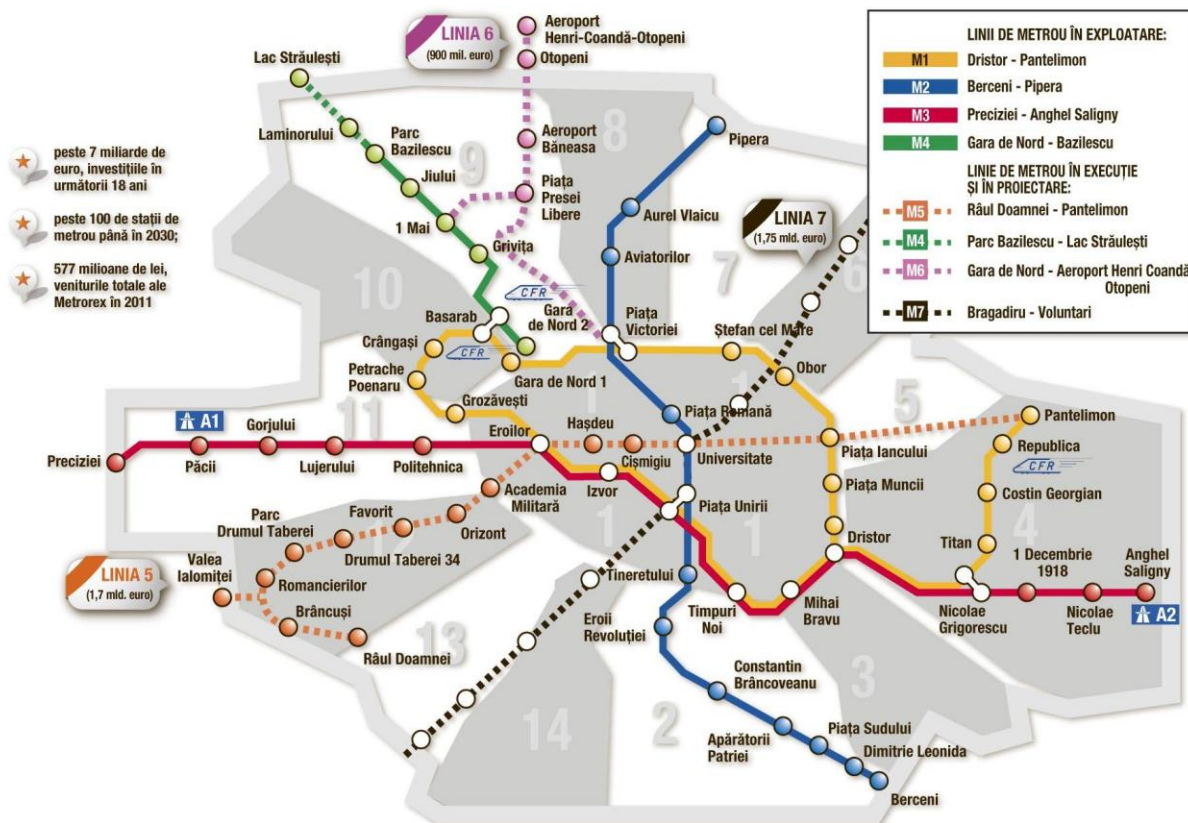 LINIA 6
(900 mil. euro)
Aeroport
Henri-Coandă-Otopeni
Otopeni
Lac Străulești
Laminorului
Parc
Bazilescu
Jiului
1 Mai
Grivița
Aeroport
Băneasa
Piața
Presei
Libere
8
9
10
Pipera
Aurel Vlaicu
Aviatorilor
7
6
LINIA 7
(1,75 mld. euro)
peste 7 miliarde de
euro, investițiile în
următorii 18 ani
peste 100 de stații de
metrou până în 2030;
577 milioane de lei,
veniturile totale ale
Metrorex în 2011
LINII DE METROU ÎN EXPLOATARE:
M1 Dristor - Pantelimon
M2 Berceni - Pipera
M3 Preciziei - Anghel Saligny
M4 Gara de Nord - Bazilescu
LINIE DE METROU ÎN EXECUȚIE
ȘI ÎN PROIECTARE:
M5 Râul Doamnei - Pantelimon
M4 Parc Bazilescu - Lac Străulești
M6 Gara de Nord - Aeroport Henri Coandă
Otopeni
M7 Bragadiru - Voluntari
CFR
Basarab
Gara
de Nord 2
CFR
Crângași
Petrache
Poenaru
Grozăvești
Gara de Nord 1
Piața
Victoriei
Ștefan cel Mare
Obor
1
1
11
5
Piața Romană
Hașdeu
Eroilor
Cișmigiu
Universitate
Piața Iancului
Pantelimon
Republica
CFR
Costin Georgian
4
Titan
A1
Preciziei
Păcii
Gorjului
Lujerului
Politehnica
Izvor
Piața Unirii
Piața Muncii
Dristor
Academia
Militară
Orizont
Favorit
Drumul Taberei 34
Parc
Drumul Taberei
12
1
1
Valea
Ialomiței
Romancierilor
Brâncuși
Râul Doamnei
LINIA 5
(1,7 mld. euro)
13
14
Tineretului
Eroii
Revoluției
Timpuri
Noi
Mihai
Bravu
Nicolae
Grigorescu
1 Decembrie
1918
Nicolae
Teclu
Anghel
Saligny
A2
2
3
Constantin
Brâncoveanu
Apărătorii
Patriei
Piața Sudului
Dimitrie Leonida
Berceni